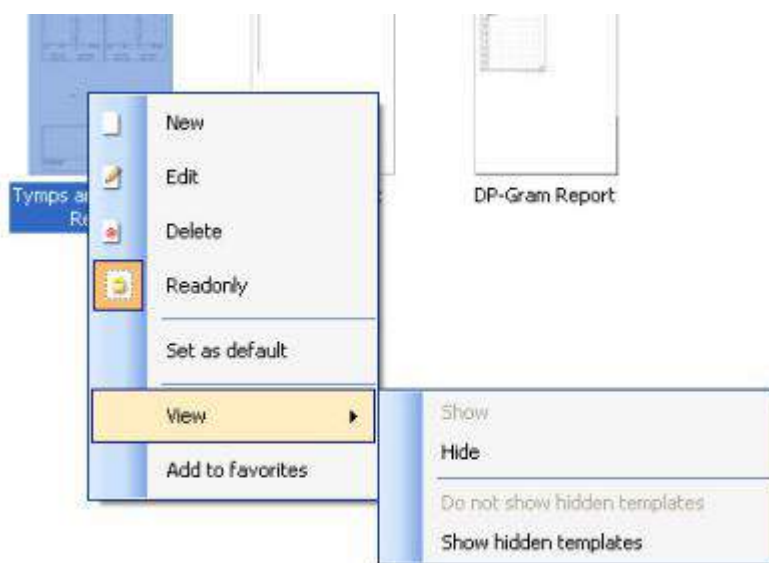 New
Edit
Tymps a
DP-Gram Report
Delete
Readonly
Set as default
View
Show
Hide
Add to favorites
Do not show hidden templates
Show hidden templates